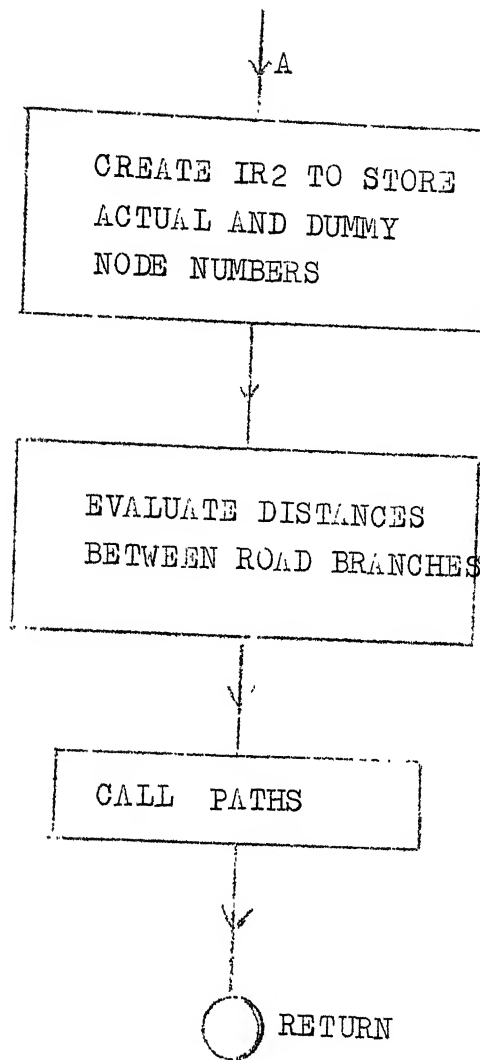 A
CREATE IR2 TO STORE
ACTUAL AND DUMMY
NODE NUMBERS
EVALUATE DISTANCES
BETWEEN ROAD BRANCHES
CALL PATHS
RETURN